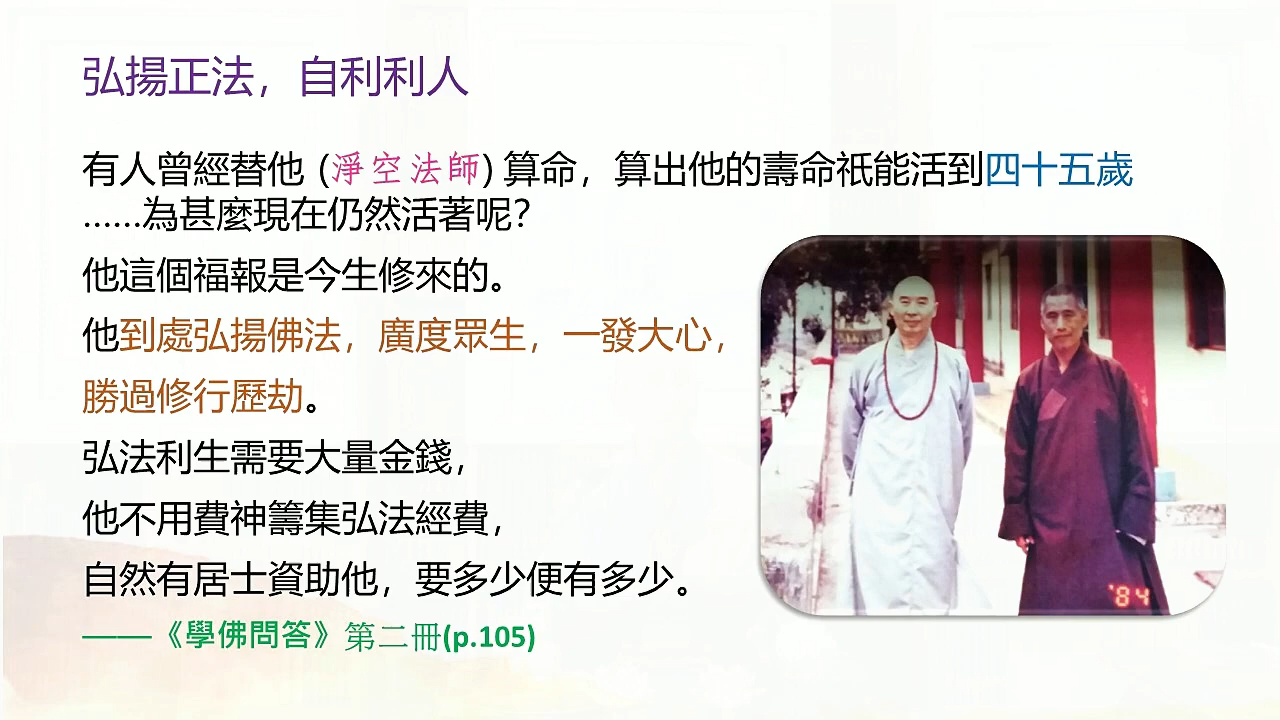 弘揚正法，自利利人
有人曾經替他 (淨空法師) 算命，算出他的壽命祇能活到四十五歲
……為甚麼現在仍然活著呢？
他這個福報是今生修來的。
他到處弘揚佛法，廣度眾生，一發大心，
勝過修行歷劫。
弘法利生需要大量金錢，
他不用費神籌集弘法經費，
自然有居士資助他，要多少便有多少。
——《學佛問答》第二冊(p.105)
'84